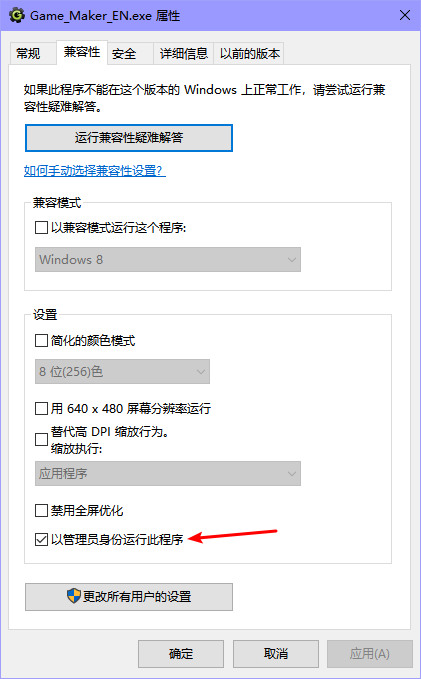 Game_Maker_EN.exe 属性
常规
兼容性
安全
详细信息
以前的版本
如果此程序不能在这个版本的 Windows 上正常工作，请尝试运行兼
容性疑难解答。
运行兼容性疑难解答
如何手动选择兼容性设置?
兼容模式
以兼容模式运行这个程序:
Windows 8
设置
简化的颜色模式
8 位(256)色
用 640 x 480 屏幕分辨率运行
替代高 DPI 缩放行为。
缩放执行:
应用程序
禁用全屏优化
以管理员身份运行此程序
更改所有用户的设置
确定
取消
应用(A)